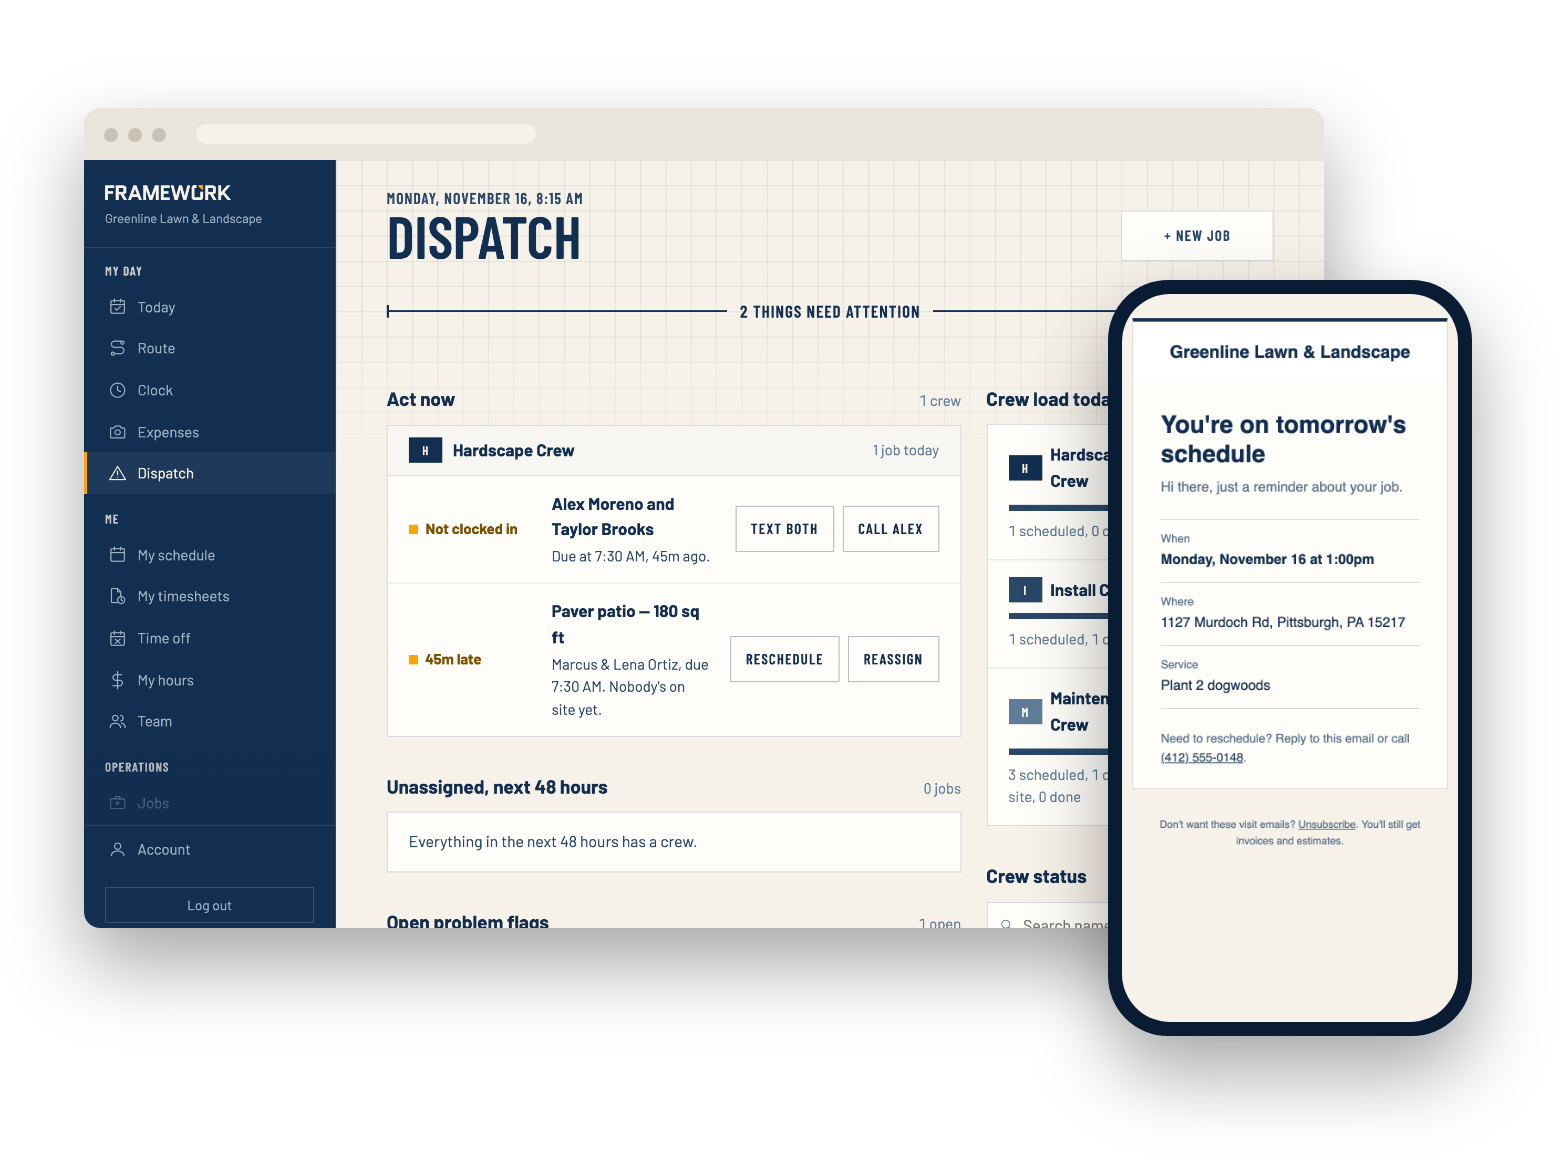 FRAMEWORK
Greenline Lawn & Landscape
MY DAY
Today
Route
Clock
Expenses
Dispatch
ME
My schedule
My timesheets
Time off
My hours
Team
OPERATIONS
Jobs
Account
Log out
MONDAY, NOVEMBER 16, 8:15 AM
DISPATCH
+ NEW JOB
2 THINGS NEED ATTENTION
Act now
1 crew
H Hardscape Crew
1 job today
Not clocked in
Alex Moreno and
Taylor Brooks
Due at 7:30 AM, 45m ago.
TEXT BOTH
CALL ALEX
45m late
Paver patio – 180 sq
ft
Marcus & Lena Ortiz, due
7:30 AM. Nobody's on
site yet.
RESCHEDULE
REASSIGN
Unassigned, next 48 hours
0 jobs
Everything in the next 48 hours has a crew.
Open problem flags
1 open
Crew load
H
Crew
1 scheduled, 0
I Install
1 scheduled, 1
M
Crew
3 scheduled, 1
site, 0 done
Crew status
Search name
Greenline Lawn & Landscape
You're on tomorrow's
schedule
Hi there, just a reminder about your job.
When
Monday, November 16 at 1:00pm
Where
1127 Murdoch Rd, Pittsburgh, PA 15217
Service
Plant 2 dogwoods
Need to reschedule? Reply to this email or call
(412) 555-0148.
Don't want these visit emails? Unsubscribe. You'll still get
invoices and estimates.